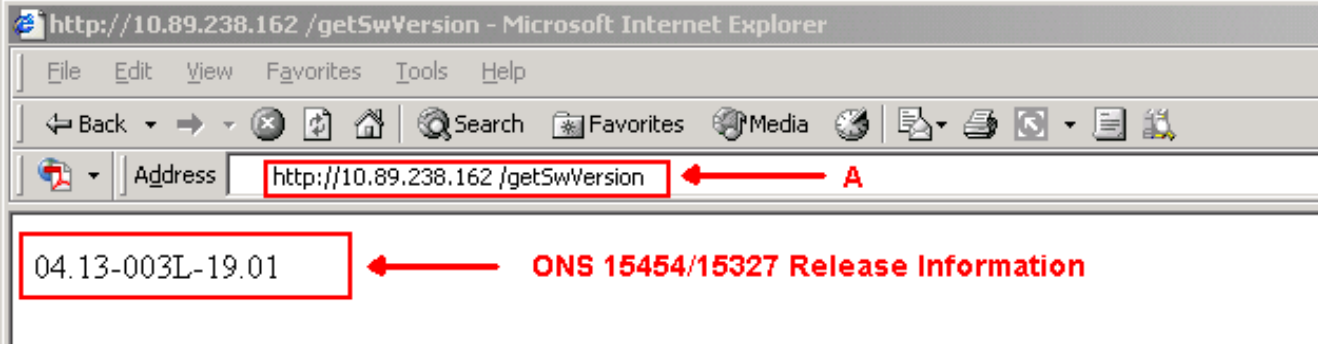 http://10.89.238.162 /getSwVersion - Microsoft Internet Explorer
File Edit View Favorites Tools Help
Back Search Favorites Media
Address http://10.89.238.162 /getSwVersion A
04.13-003L-19.01 ONS 15454/15327 Release Information